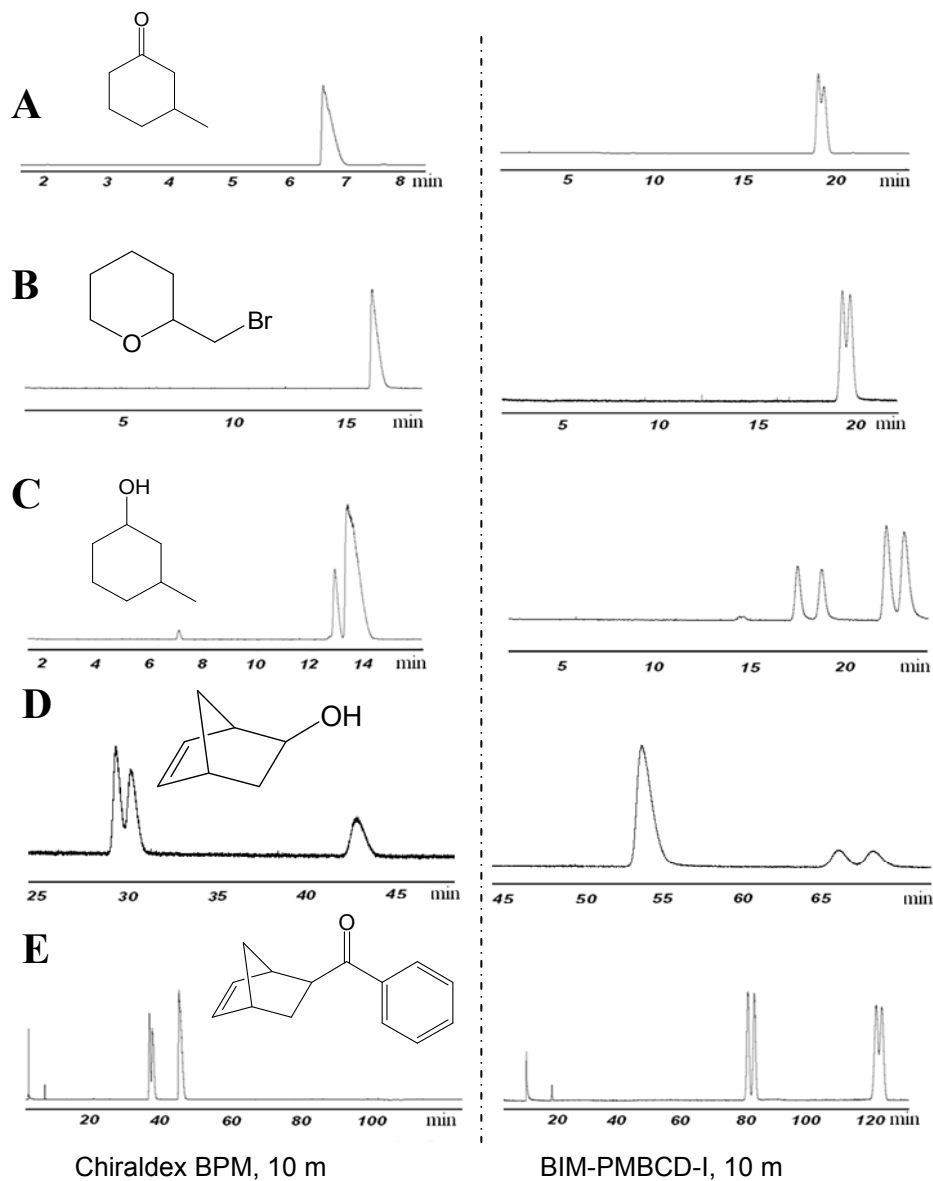 O
A
2 3 4 5 6 7 8 min
5 10 15 20 min
B
O
Br
5 10 15 min
5 10 15 20 min
C
OH
2 4 6 8 10 12 14 min
5 10 15 20 min
D
OH
25 30 35 40 45 min
45 50 55 60 65 min
E
O
20 40 60 80 100 min
20 40 60 80 100 120 min
Chiraldex BPM, 10 m
BIM-PMBCD-I, 10 m